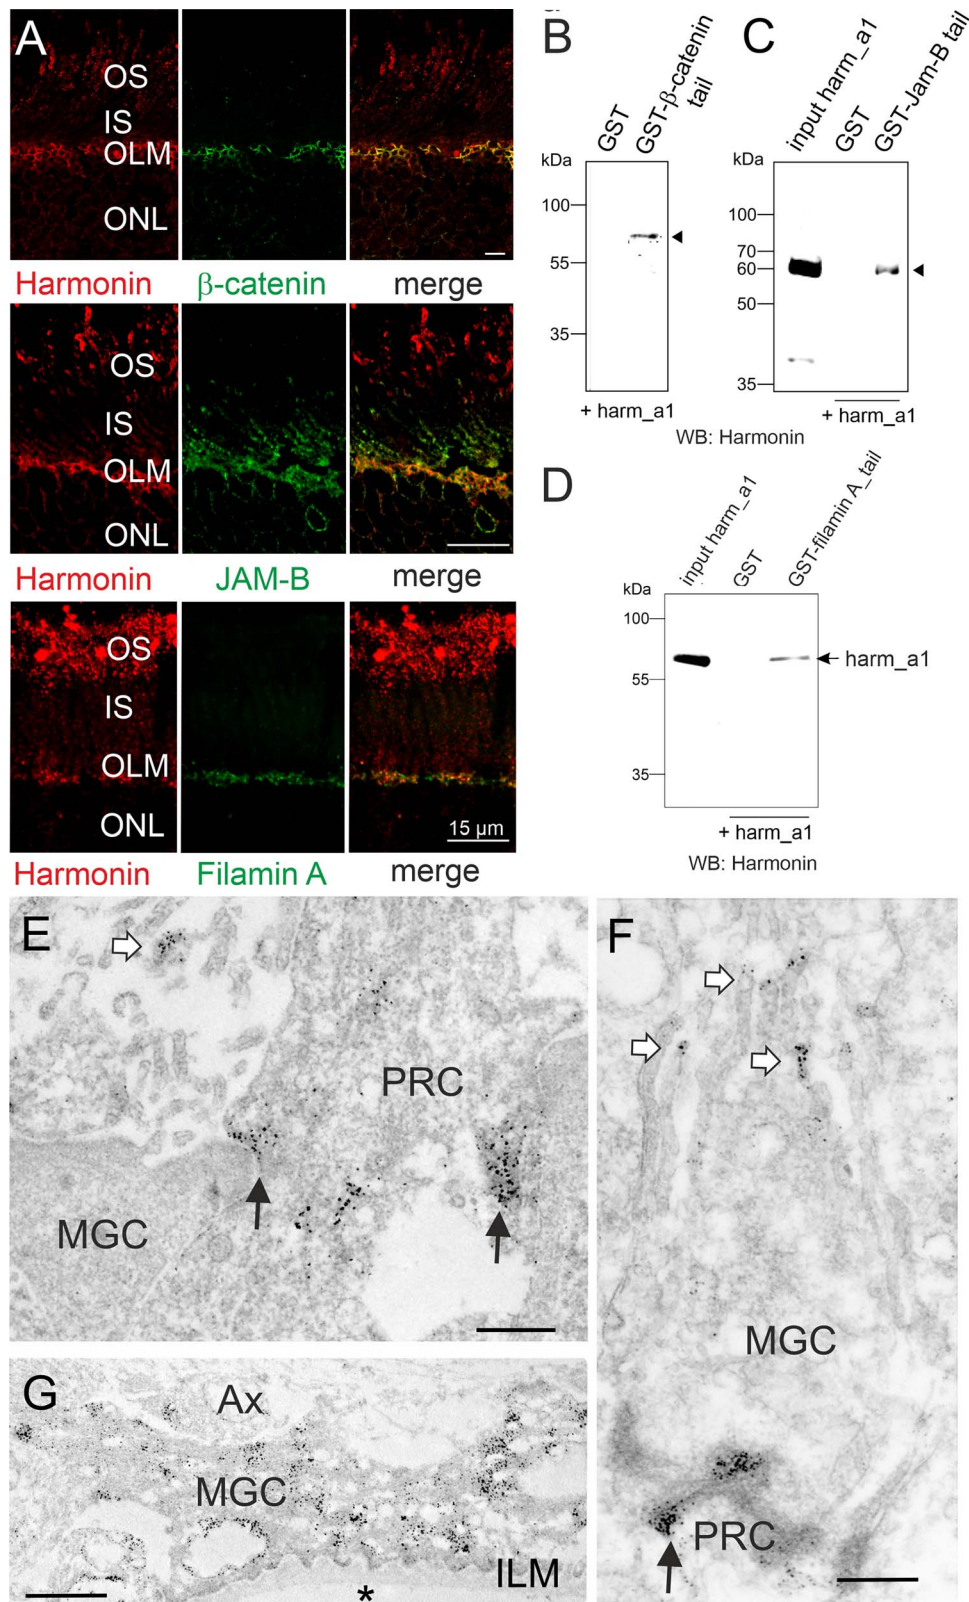 A
OS
IS
OLM
ONL
Harmonin β-catenin merge
OS
IS
OLM
ONL
Harmonin JAM-B merge
OS
IS
OLM
ONL
15 µm
Harmonin Filamin A merge
B
GST
GST-β-catenin
tail
kDa
100
55
35
+ harm_a1
C
input harm_a1
GST
GST-Jam-B tail
kDa
100
70
60
50
35
+ harm_a1
WB: Harmonin
D
input harm_a1
GST
GST-filamin A_tail
kDa
100
55
35
harm_a1
+ harm_a1
WB: Harmonin
E
PRC
MGC
F
MGC
PRC
G
Ax
MGC
ILM
*